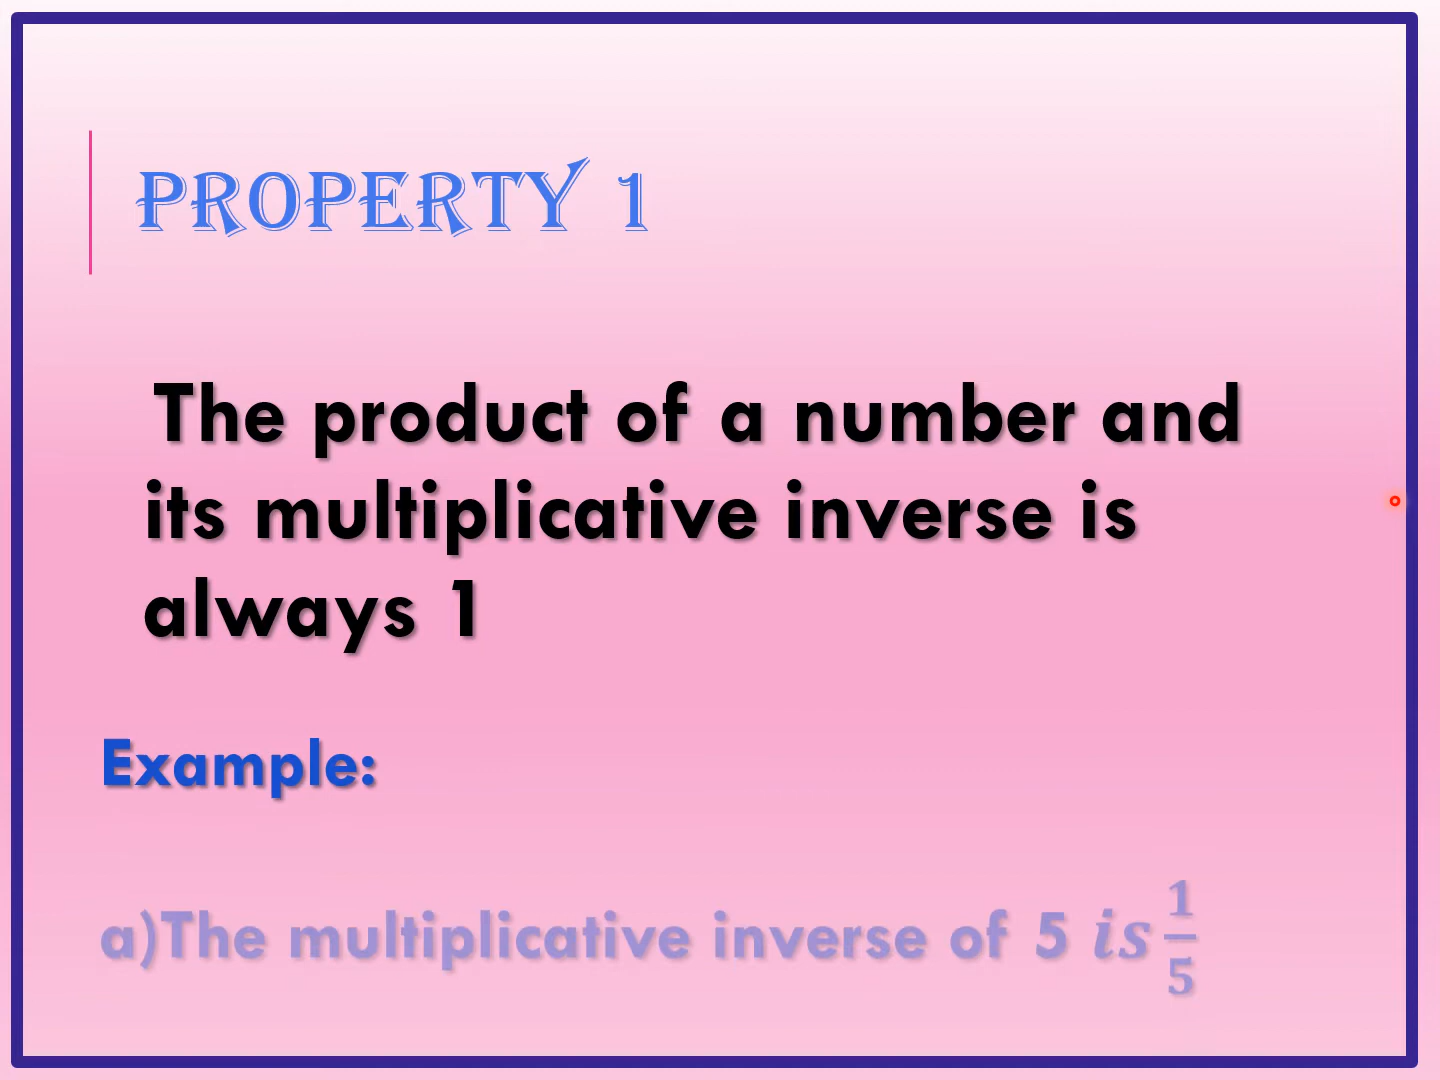 PROPERTY 1
The product of a number and
its multiplicative inverse is
always 1
Example:
a)The multiplicative inverse of 5 is 1/5